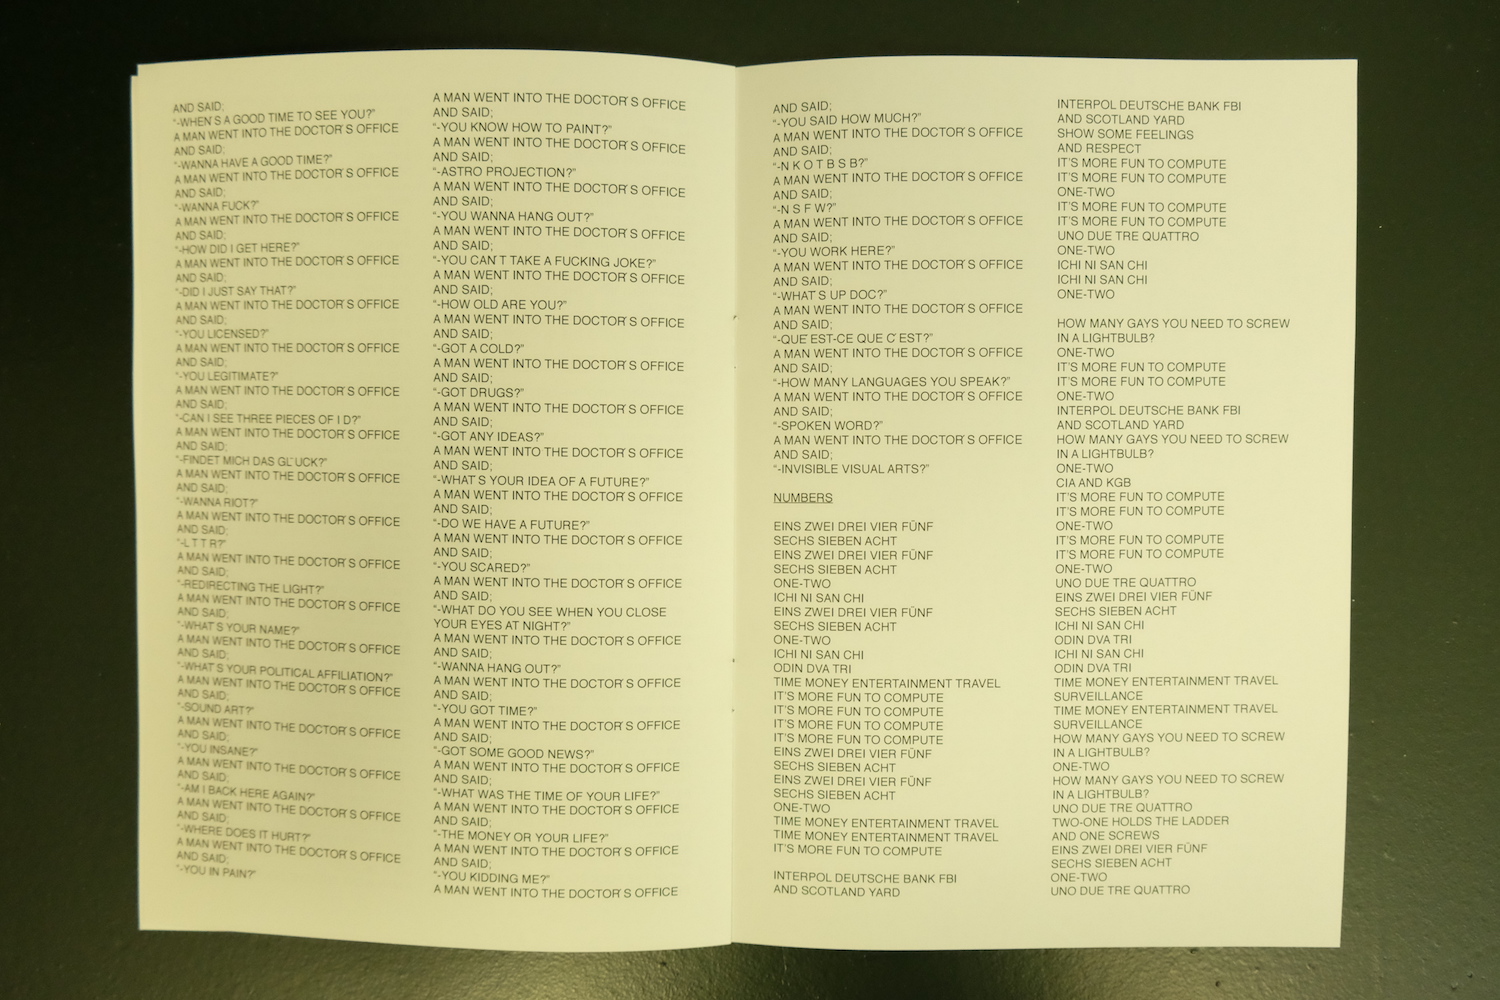 AND SAID;
"-WHEN'S A GOOD TIME TO SEE YOU?"
A MAN WENT INTO THE DOCTOR'S OFFICE
AND SAID;
"-WANNA HAVE A GOOD TIME?"
A MAN WENT INTO THE DOCTOR'S OFFICE
AND SAID;
"-WANNA FUCK?"
A MAN WENT INTO THE DOCTOR'S OFFICE
AND SAID;
"-HOW DID I GET HERE?"
A MAN WENT INTO THE DOCTOR'S OFFICE
AND SAID;
"-DID I JUST SAY THAT?"
A MAN WENT INTO THE DOCTOR'S OFFICE
AND SAID;
"-YOU LICENSED?"
A MAN WENT INTO THE DOCTOR'S OFFICE
AND SAID;
"-YOU LEGITIMATE?"
A MAN WENT INTO THE DOCTOR'S OFFICE
AND SAID;
"-CAN I SEE THREE PIECES OF I D?"
A MAN WENT INTO THE DOCTOR'S OFFICE
AND SAID;
"-FINDET MICH DAS GLUCK?"
A MAN WENT INTO THE DOCTOR'S OFFICE
AND SAID;
"-WANNA RIOT?"
A MAN WENT INTO THE DOCTOR'S OFFICE
AND SAID;
"-L T T R?"
A MAN WENT INTO THE DOCTOR'S OFFICE
AND SAID;
"-REDIRECTING THE LIGHT?"
A MAN WENT INTO THE DOCTOR'S OFFICE
AND SAID;
"-WHAT'S YOUR NAME?"
A MAN WENT INTO THE DOCTOR'S OFFICE
AND SAID;
"-WHAT'S YOUR POLITICAL AFFILIATION?"
A MAN WENT INTO THE DOCTOR'S OFFICE
AND SAID;
"-SOUND ART?"
A MAN WENT INTO THE DOCTOR'S OFFICE
AND SAID;
"-YOU INSANE?"
A MAN WENT INTO THE DOCTOR'S OFFICE
AND SAID;
"-AM I BACK HERE AGAIN?"
A MAN WENT INTO THE DOCTOR'S OFFICE
AND SAID;
"-WHERE DOES IT HURT?"
A MAN WENT INTO THE DOCTOR'S OFFICE
AND SAID;
"-YOU IN PAIN?"
A MAN WENT INTO THE DOCTOR'S OFFICE
AND SAID;
"-YOU KNOW HOW TO PAINT?"
A MAN WENT INTO THE DOCTOR'S OFFICE
AND SAID;
"-ASTRO PROJECTION?"
A MAN WENT INTO THE DOCTOR'S OFFICE
AND SAID;
"-YOU WANNA HANG OUT?"
A MAN WENT INTO THE DOCTOR'S OFFICE
AND SAID;
"-YOU CAN'T TAKE A FUCKING JOKE?"
A MAN WENT INTO THE DOCTOR'S OFFICE
AND SAID;
"-HOW OLD ARE YOU?"
A MAN WENT INTO THE DOCTOR'S OFFICE
AND SAID;
"-GOT A COLD?"
A MAN WENT INTO THE DOCTOR'S OFFICE
AND SAID;
"-GOT DRUGS?"
A MAN WENT INTO THE DOCTOR'S OFFICE
AND SAID;
"-GOT ANY IDEAS?"
A MAN WENT INTO THE DOCTOR'S OFFICE
AND SAID;
"-WHAT'S YOUR IDEA OF A FUTURE?"
A MAN WENT INTO THE DOCTOR'S OFFICE
AND SAID;
"-DO WE HAVE A FUTURE?"
A MAN WENT INTO THE DOCTOR'S OFFICE
AND SAID;
"-YOU SCARED?"
A MAN WENT INTO THE DOCTOR'S OFFICE
AND SAID;
"-WHAT DO YOU SEE WHEN YOU CLOSE
YOUR EYES AT NIGHT?"
A MAN WENT INTO THE DOCTOR'S OFFICE
AND SAID;
"-WANNA HANG OUT?"
A MAN WENT INTO THE DOCTOR'S OFFICE
AND SAID;
"-YOU GOT TIME?"
A MAN WENT INTO THE DOCTOR'S OFFICE
AND SAID;
"-GOT SOME GOOD NEWS?"
A MAN WENT INTO THE DOCTOR'S OFFICE
AND SAID;
"-WHAT WAS THE TIME OF YOUR LIFE?"
A MAN WENT INTO THE DOCTOR'S OFFICE
AND SAID;
"-THE MONEY OR YOUR LIFE?"
A MAN WENT INTO THE DOCTOR'S OFFICE
AND SAID;
"-YOU KIDDING ME?"
A MAN WENT INTO THE DOCTOR'S OFFICE
AND SAID;
"-YOU SAID HOW MUCH?"
A MAN WENT INTO THE DOCTOR'S OFFICE
AND SAID;
"-N K O T B S B?"
A MAN WENT INTO THE DOCTOR'S OFFICE
AND SAID;
"-N S F W?"
A MAN WENT INTO THE DOCTOR'S OFFICE
AND SAID;
"-YOU WORK HERE?"
A MAN WENT INTO THE DOCTOR'S OFFICE
AND SAID;
"-WHAT'S UP DOC?"
A MAN WENT INTO THE DOCTOR'S OFFICE
AND SAID;
"-QUE'EST-CE QUE C'EST?"
A MAN WENT INTO THE DOCTOR'S OFFICE
AND SAID;
"-HOW MANY LANGUAGES YOU SPEAK?"
A MAN WENT INTO THE DOCTOR'S OFFICE
AND SAID;
"-SPOKEN WORD?"
A MAN WENT INTO THE DOCTOR'S OFFICE
AND SAID;
"-INVISIBLE VISUAL ARTS?"
NUMBERS
EINS ZWEI DREI VIER FÜNF
SECHS SIEBEN ACHT
EINS ZWEI DREI VIER FÜNF
SECHS SIEBEN ACHT
ONE-TWO
ICHI NI SAN CHI
EINS ZWEI DREI VIER FÜNF
SECHS SIEBEN ACHT
ONE-TWO
ICHI NI SAN CHI
ODIN DVA TRI
TIME MONEY ENTERTAINMENT TRAVEL
IT'S MORE FUN TO COMPUTE
IT'S MORE FUN TO COMPUTE
IT'S MORE FUN TO COMPUTE
IT'S MORE FUN TO COMPUTE
EINS ZWEI DREI VIER FÜNF
SECHS SIEBEN ACHT
EINS ZWEI DREI VIER FÜNF
SECHS SIEBEN ACHT
ONE-TWO
TIME MONEY ENTERTAINMENT TRAVEL
TIME MONEY ENTERTAINMENT TRAVEL
IT'S MORE FUN TO COMPUTE
INTERPOL DEUTSCHE BANK FBI
AND SCOTLAND YARD
INTERPOL DEUTSCHE BANK FBI
AND SCOTLAND YARD
SHOW SOME FEELINGS
AND RESPECT
IT'S MORE FUN TO COMPUTE
IT'S MORE FUN TO COMPUTE
ONE-TWO
IT'S MORE FUN TO COMPUTE
IT'S MORE FUN TO COMPUTE
UNO DUE TRE QUATTRO
ONE-TWO
ICHI NI SAN CHI
ICHI NI SAN CHI
ONE-TWO
HOW MANY GAYS YOU NEED TO SCREW
IN A LIGHTBULB?
ONE-TWO
IT'S MORE FUN TO COMPUTE
IT'S MORE FUN TO COMPUTE
ONE-TWO
INTERPOL DEUTSCHE BANK FBI
AND SCOTLAND YARD
HOW MANY GAYS YOU NEED TO SCREW
IN A LIGHTBULB?
ONE-TWO
CIA AND KGB
IT'S MORE FUN TO COMPUTE
IT'S MORE FUN TO COMPUTE
ONE-TWO
IT'S MORE FUN TO COMPUTE
IT'S MORE FUN TO COMPUTE
ONE-TWO
UNO DUE TRE QUATTRO
EINS ZWEI DREI VIER FÜNF
SECHS SIEBEN ACHT
ICHI NI SAN CHI
ODIN DVA TRI
ICHI NI SAN CHI
ODIN DVA TRI
TIME MONEY ENTERTAINMENT TRAVEL
SURVEILLANCE
TIME MONEY ENTERTAINMENT TRAVEL
SURVEILLANCE
HOW MANY GAYS YOU NEED TO SCREW
IN A LIGHTBULB?
ONE-TWO
HOW MANY GAYS YOU NEED TO SCREW
IN A LIGHTBULB?
UNO DUE TRE QUATTRO
TWO-ONE HOLDS THE LADDER
AND ONE SCREWS
EINS ZWEI DREI VIER FÜNF
SECHS SIEBEN ACHT
ONE-TWO
UNO DUE TRE QUATTRO